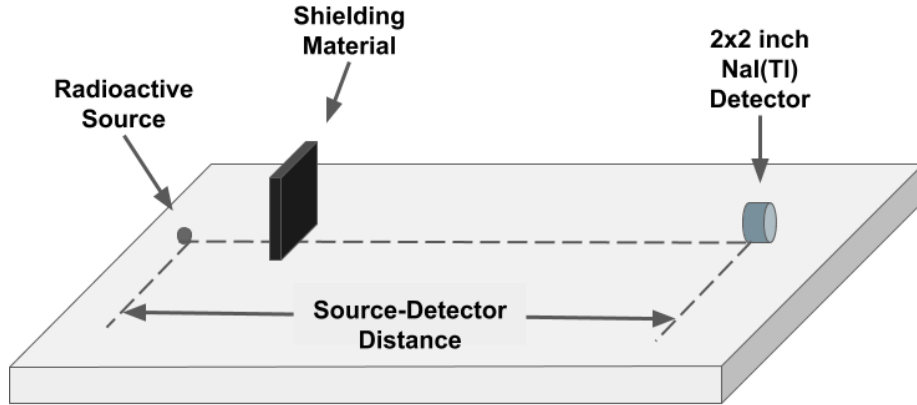 Shielding
Material
2x2 inch
NaI(Tl)
Detector
Radioactive
Source
Source-Detector
Distance